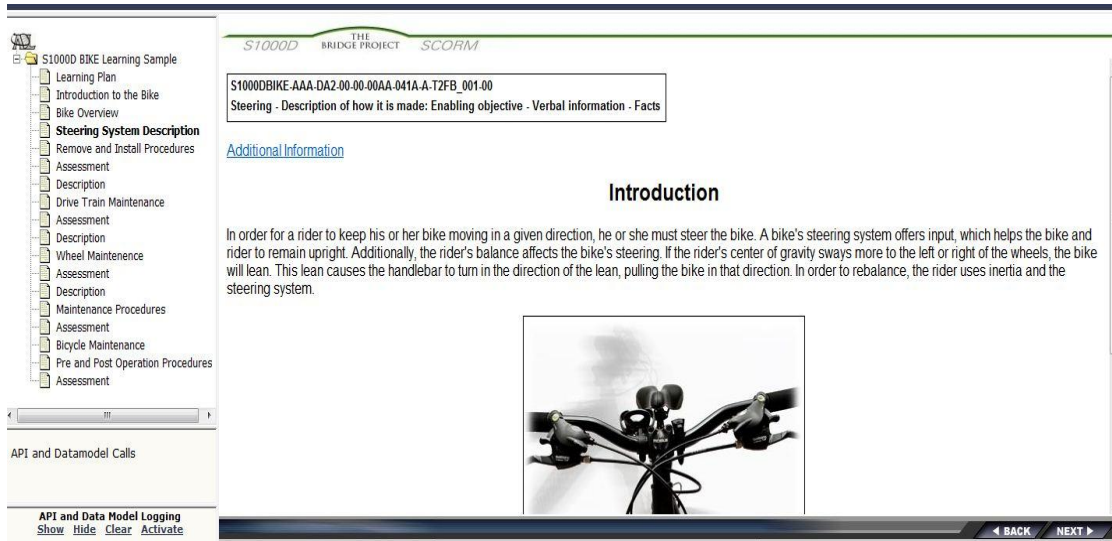 ADL
S1000D BIKE Learning Sample
Learning Plan
Introduction to the Bike
Bike Overview
Steering System Description
Remove and Install Procedures
Assessment
Description
Drive Train Maintenance
Assessment
Description
Wheel Maintenence
Assessment
Description
Maintenance Procedures
Assessment
Bicycle Maintenance
Pre and Post Operation Procedures
Assessment
API and Datamodel Calls
API and Data Model Logging
Show Hide Clear Activate
S1000D THE BRIDGE PROJECT SCORM
S1000DBIKE-AAA-DA2-00-00-00AA-041A-A-T2FB_001-00
Steering - Description of how it is made: Enabling objective - Verbal information - Facts
Additional Information
Introduction
In order for a rider to keep his or her bike moving in a given direction, he or she must steer the bike. A bike's steering system offers input, which helps the bike and
rider to remain upright. Additionally, the rider's balance affects the bike's steering. If the rider's center of gravity sways more to the left or right of the wheels, the bike
will lean. This lean causes the handlebar to turn in the direction of the lean, pulling the bike in that direction. In order to rebalance, the rider uses inertia and the
steering system.
BACK NEXT